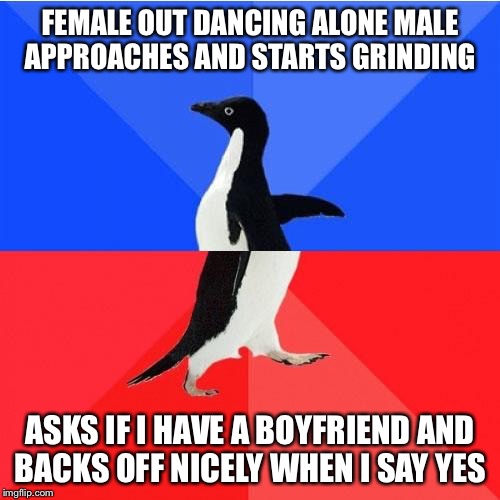 FEMALE OUT DANCING ALONE MALE
APPROACHES AND STARTS GRINDING
ASKS IF I HAVE A BOYFRIEND AND
BACKS OFF NICELY WHEN I SAY YES
imgflip.com